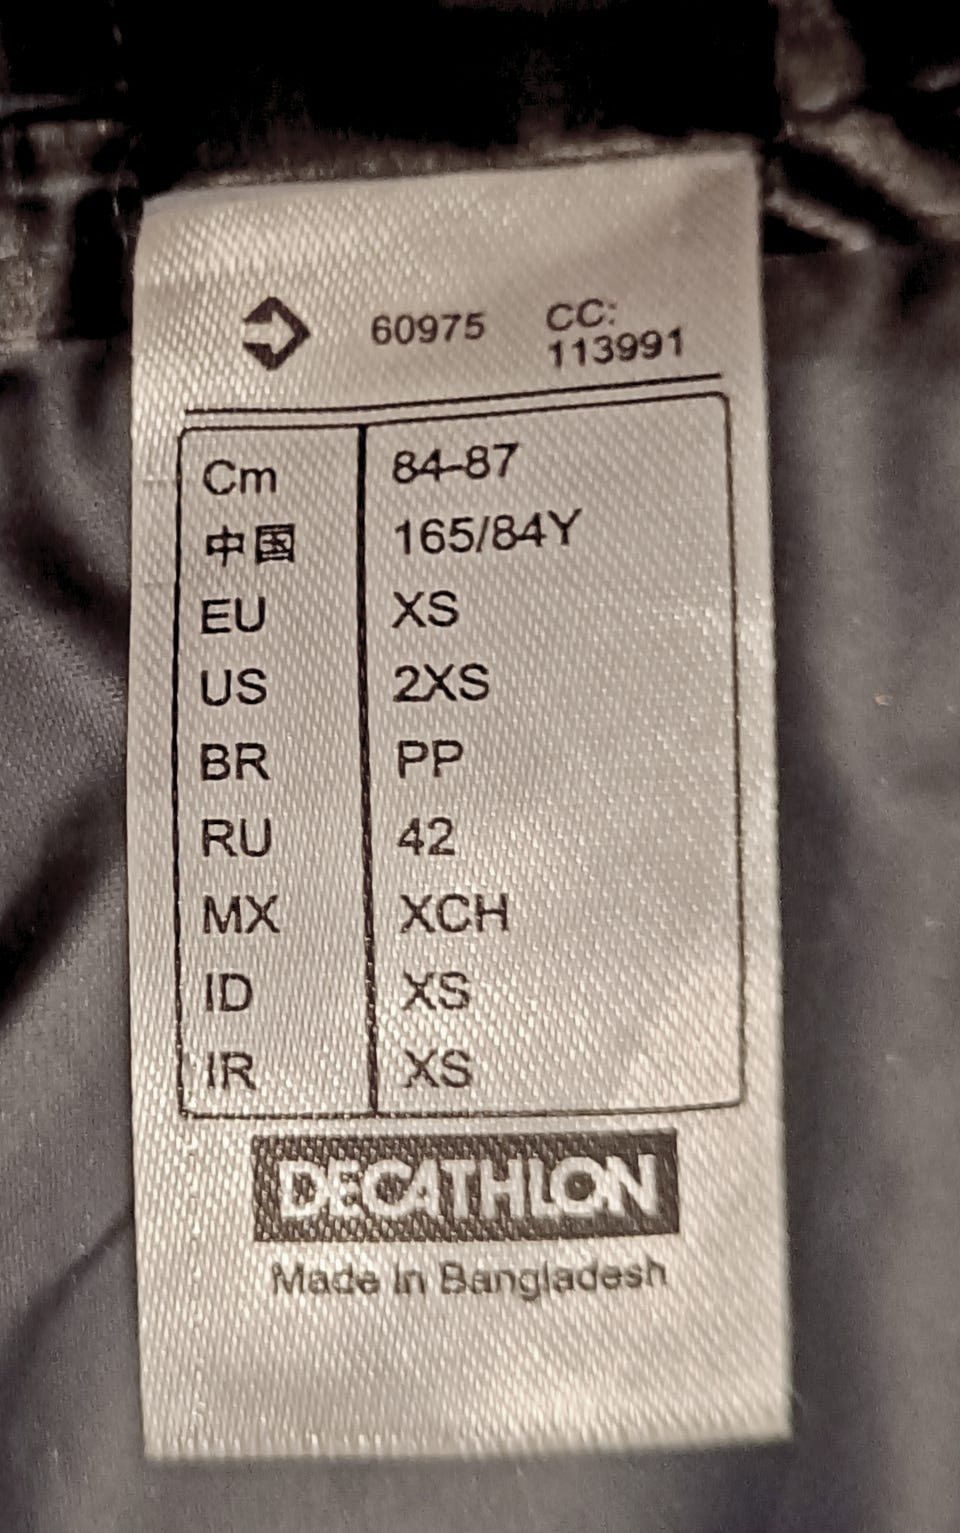 60975 CC:
113991
Cm 84-87
中国 165/84Y
EU XS
US 2XS
BR PP
RU 42
MX XCH
ID XS
IR XS
DECATHLON
Made In Bangladesh